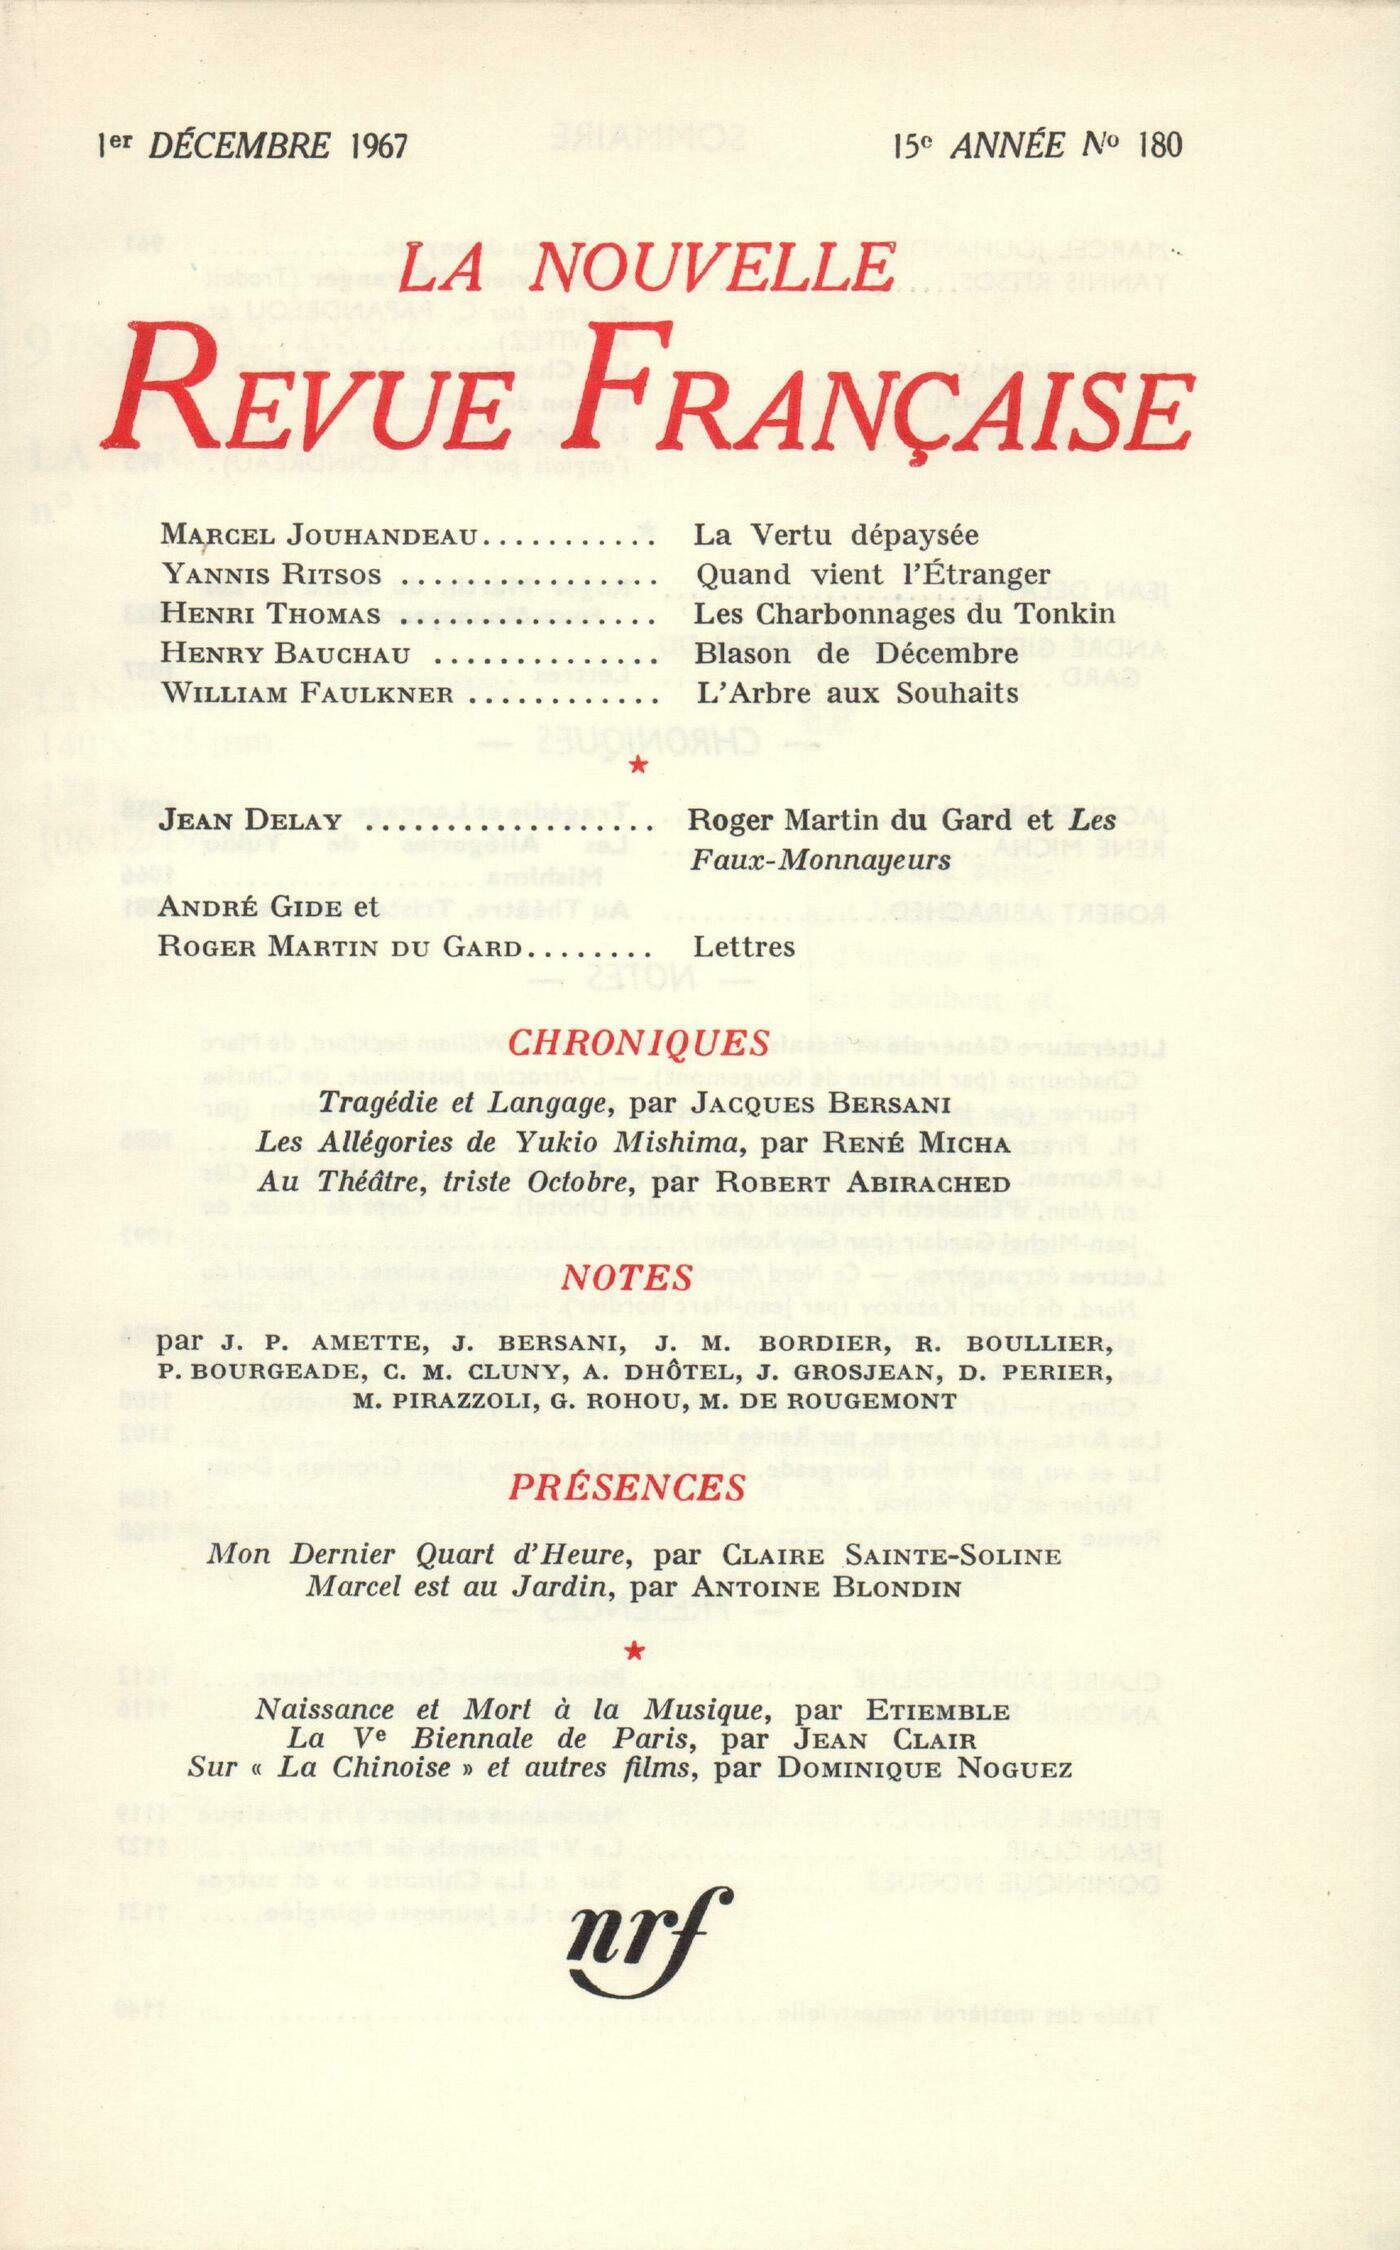 1er DÉCEMBRE 1967
15e ANNÉE No 180
LA NOUVELLE
REVUE FRANÇAISE
MARCEL JOUHANDEAU........... La Vertu dépaysée
YANNIS RITSOS ................ Quand vient l'Étranger
HENRI THOMAS ................ Les Charbonnages du Tonkin
HENRY BAUCHAU .............. Blason de Décembre
WILLIAM FAULKNER ............ L'Arbre aux Souhaits
★
JEAN DELAY .................. Roger Martin du Gard et Les
Faux-Monnayeurs
ANDRÉ GIDE et
ROGER MARTIN DU GARD........ Lettres
CHRONIQUES
Tragédie et Langage, par JACQUES BERSANI
Les Allégories de Yukio Mishima, par RENÉ MICHA
Au Théâtre, triste Octobre, par ROBERT ABIRACHED
NOTES
par J. P. AMETTE, J. BERSANI, J. M. BORDIER, R. BOULLIER,
P. BOURGEADE, C. M. CLUNY, A. DHÔTEL, J. GROSJEAN, D. PERIER,
M. PIRAZZOLI, G. ROHOU, M. DE ROUGEMONT
PRÉSENCES
Mon Dernier Quart d'Heure, par CLAIRE SAINTE-SOLINE
Marcel est au Jardin, par ANTOINE BLONDIN
★
Naissance et Mort à la Musique, par ETIEMBLE
La Ve Biennale de Paris, par JEAN CLAIR
Sur « La Chinoise » et autres films, par DOMINIQUE NOGUEZ
nrf